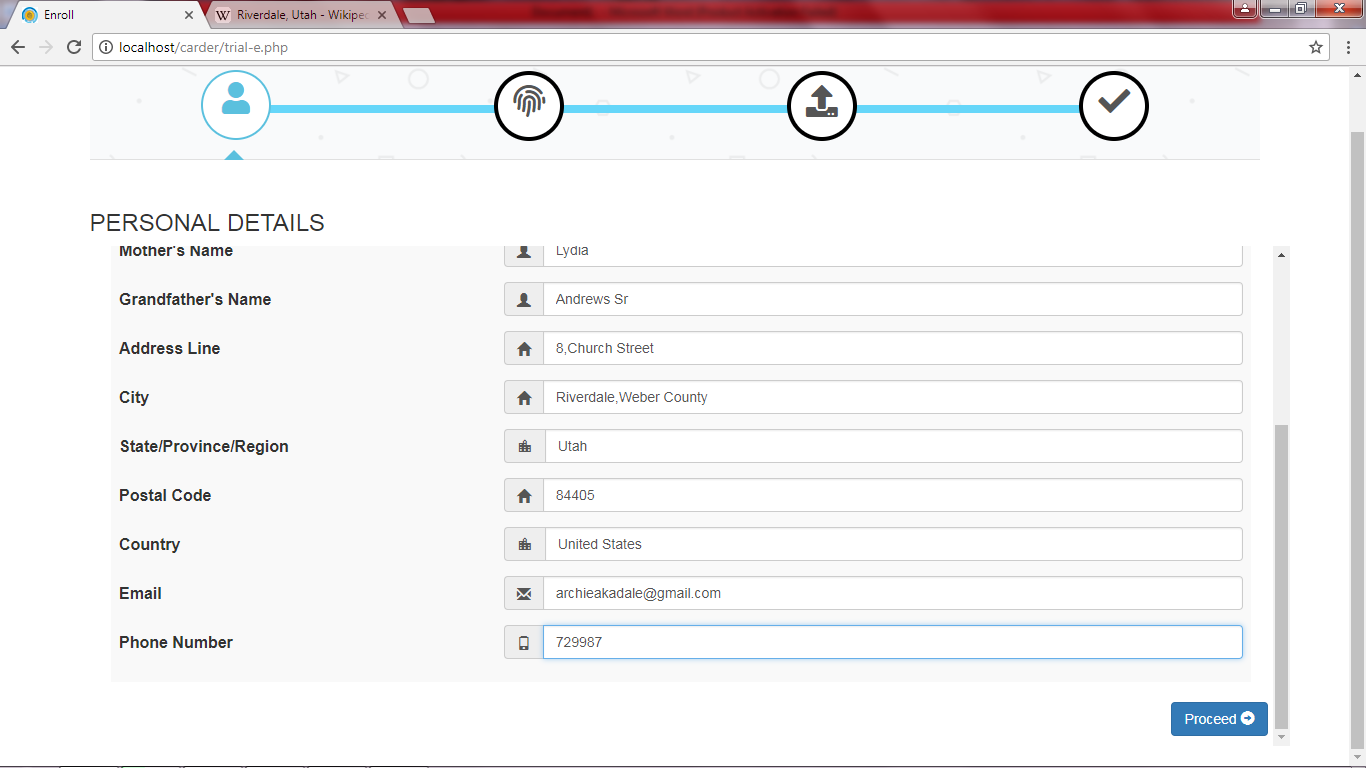 Enroll
Riverdale, Utah - Wikiped
localhost/carder/trial-e.php
PERSONAL DETAILS
Mother's Name Lydia
Grandfather's Name Andrews Sr
Address Line 8,Church Street
City Riverdale,Weber County
State/Province/Region Utah
Postal Code 84405
Country United States
Email archieakadale@gmail.com
Phone Number 729987
Proceed